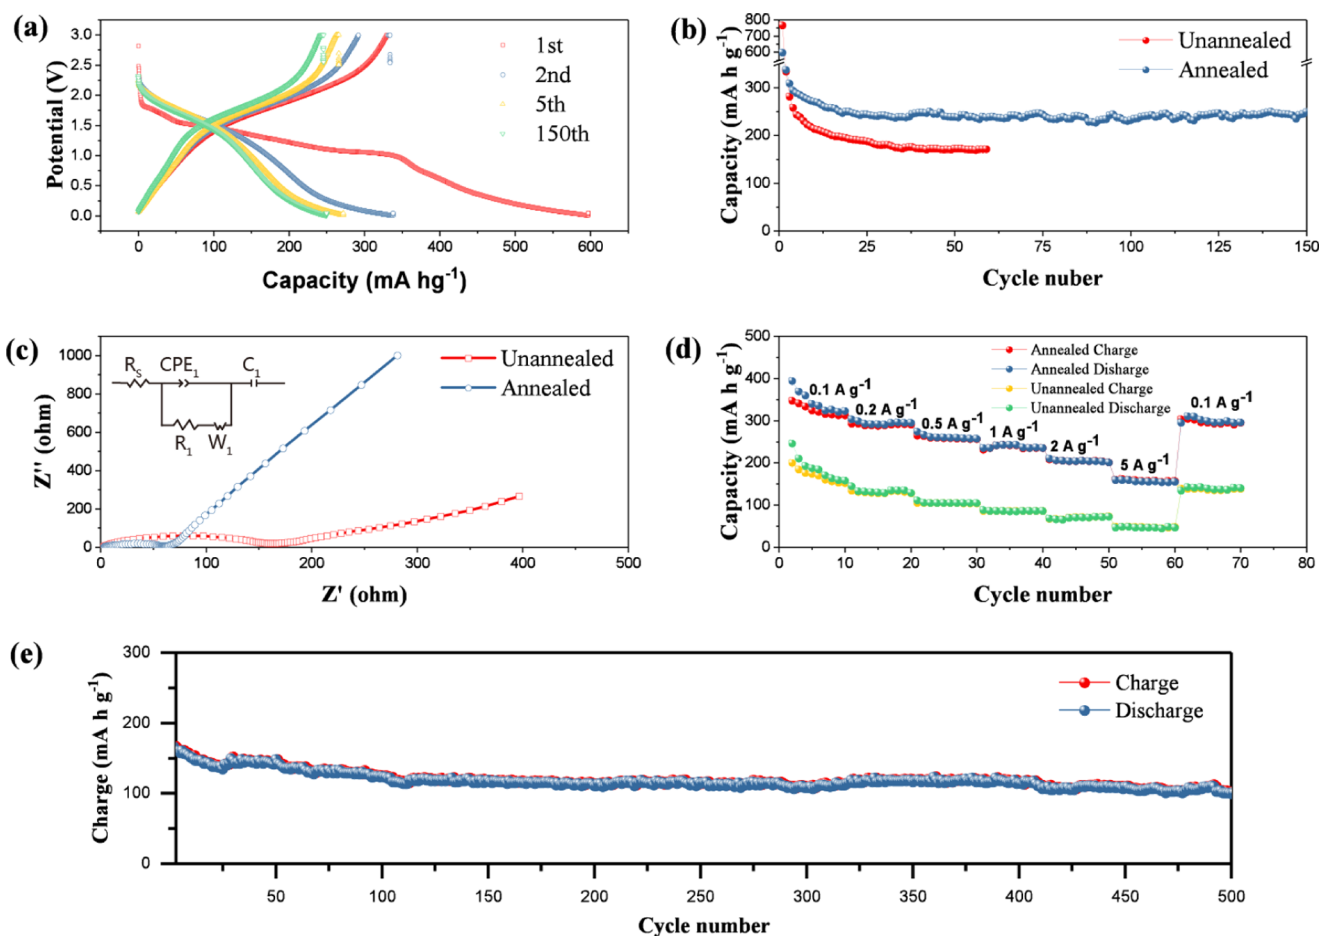 (a)
Potential (V)
3.0
2.5
2.0
1.5
1.0
0.5
0.0
1st
2nd
5th
150th
0 100 200 300 400 500 600
Capacity (mA hg⁻¹)
(b)
Capacity (mA h g⁻¹)
800
700
600
500
300
200
100
0
Unannealed
Annealed
0 25 50 75 100 131 150
Cycle nuber
(c)
Z'' (ohm)
1000
800
600
400
200
0
Rₛ CPE₁ C₁
R₁ W₁
Unannealed
Annealed
0 100 200 300 400 500
Z' (ohm)
(d)
Capacity (mA h g⁻¹)
500
400
300
200
100
0
Annealed Charge
Annealed Disharge
Unannealed Charge
Unannealed Discharge
0.1 A g⁻¹
0.2 A g⁻¹
0.5 A g⁻¹
1 A g⁻¹
2 A g⁻¹
5 A g⁻¹
0.1 A g⁻¹
0 10 20 30 40 50 60 70 80
Cycle number
(e)
Charge (mA h g⁻¹)
300
200
100
0
Charge
Discharge
50 100 150 200 250 300 350 400 450 500
Cycle number